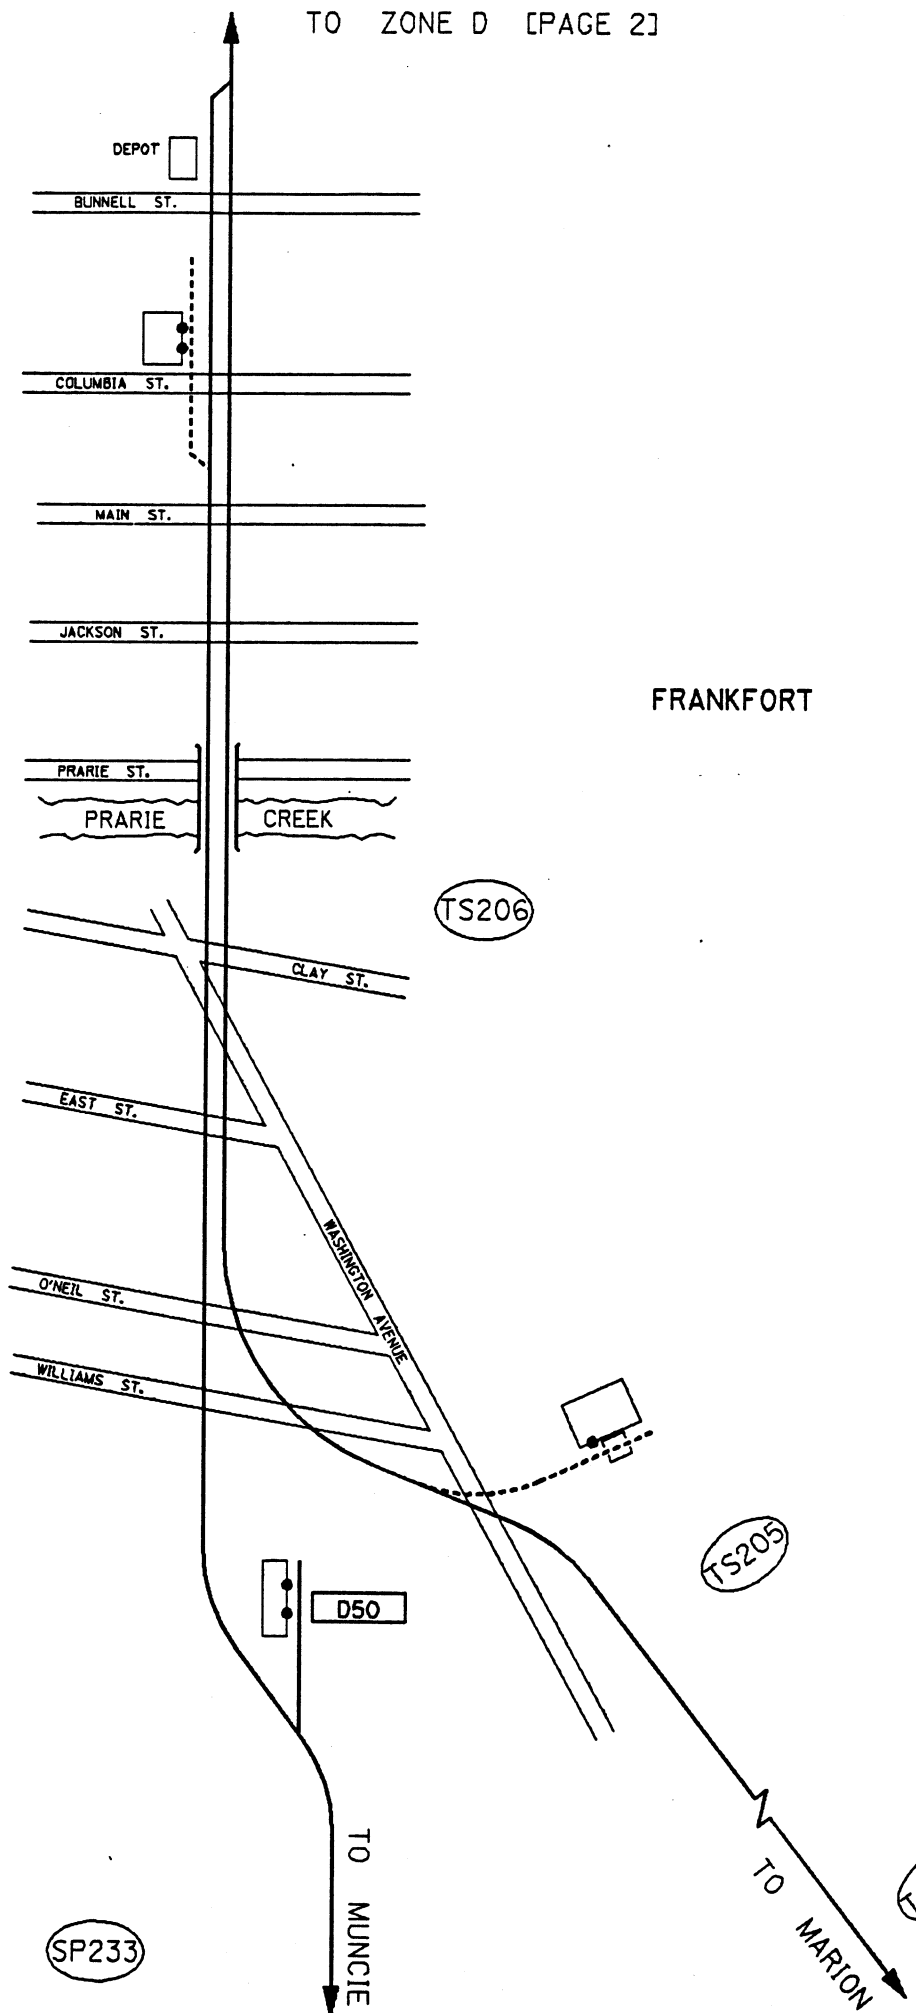 TO ZONE D [PAGE 2]
DEPOT
BUNNELL ST.
COLUMBIA ST.
MAIN ST.
JACKSON ST.
FRANKFORT
PRARIE ST.
PRARIE CREEK
TS206
CLAY ST.
EAST ST.
WASHINGTON AVENUE
O'NEIL ST.
WILLIAMS ST.
TS205
D50
TO MUNCIE
TO MARION
SP233